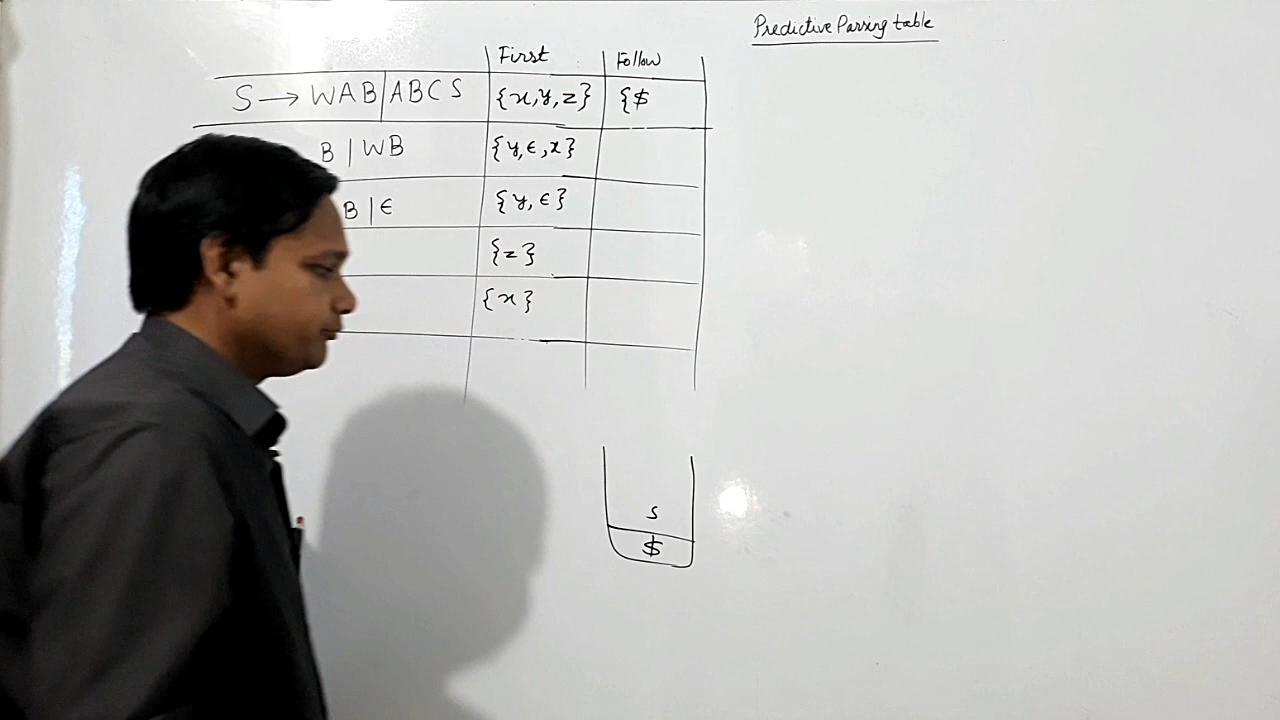 Predictive Parsing table
First Follow
S → WAB | ABCS {x, y, z} {$
B | WB {y, ε, x}
B | ε {y, ε}
{z}
{x}
S
$